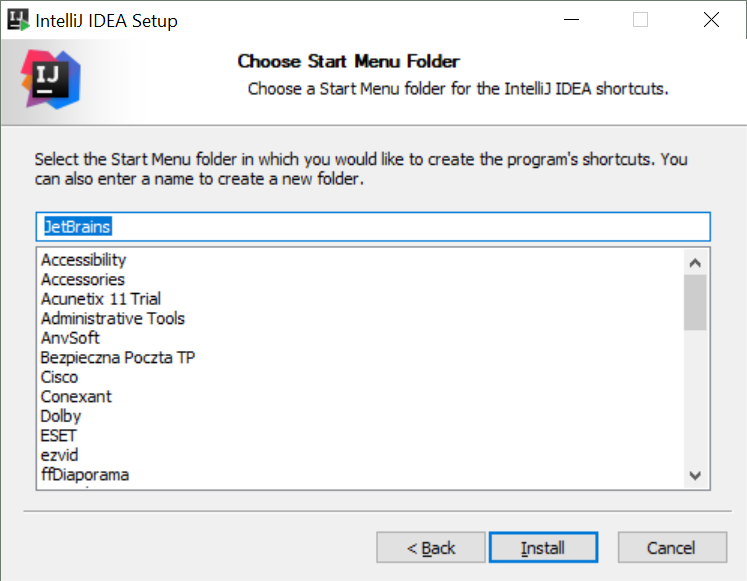 IntelliJ IDEA Setup
IJ
Choose Start Menu Folder
Choose a Start Menu folder for the IntelliJ IDEA shortcuts.
Select the Start Menu folder in which you would like to create the program's shortcuts. You
can also enter a name to create a new folder.
JetBrains
Accessibility
Accessories
Acunetix 11 Trial
Administrative Tools
AnvSoft
Bezpieczna Poczta TP
Cisco
Conexant
Dolby
ESET
ezvid
ffDiaporama
< Back Install Cancel